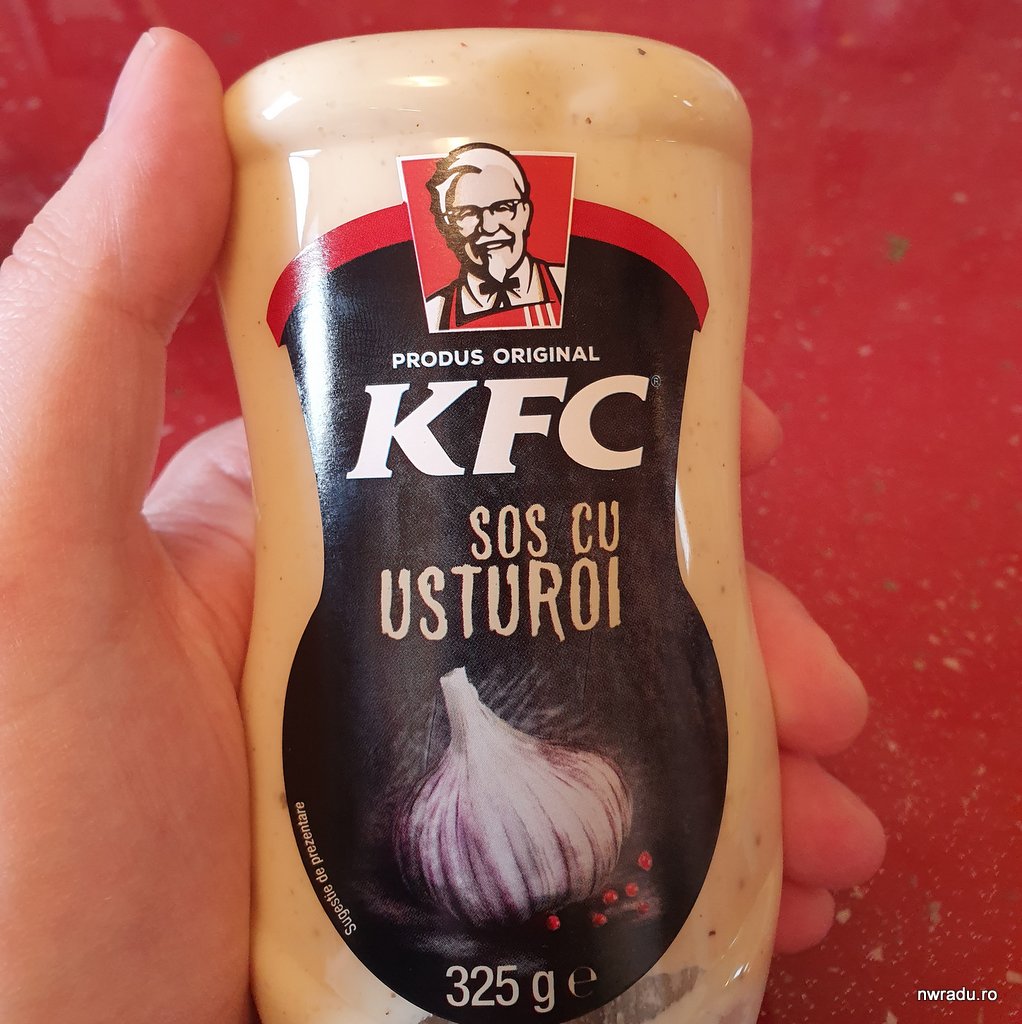 PRODUS ORIGINAL
KFC®
SOS CU
USTUROI
Sugestie de prezentare
325 g e
nwradu.ro